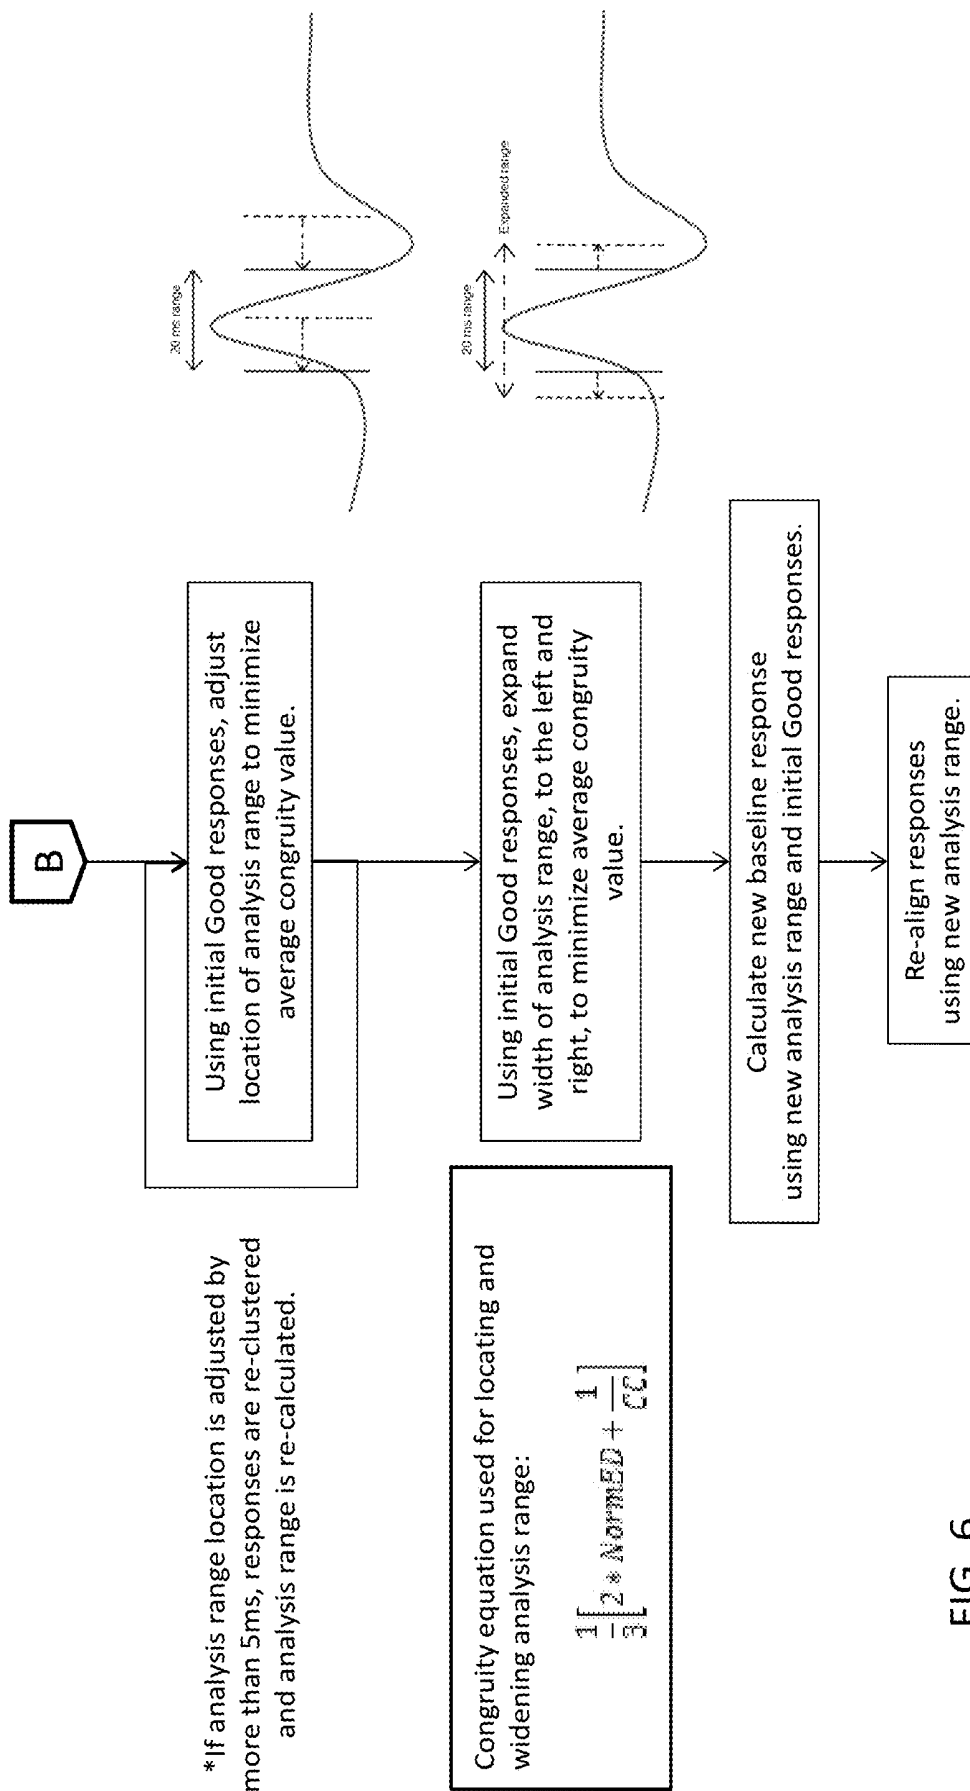 B
Using initial Good responses, adjust
location of analysis range to minimize
average congruity value.
*If analysis range location is adjusted by
more than 5ms, responses are re-clustered
and analysis range is re-calculated.
20 ms range
Using initial Good responses, expand
width of analysis range, to the left and
right, to minimize average congruity
value.
Expanded range
20 ms range
Congruity equation used for locating and
widening analysis range:
1/3 [2 * NormED + 1/CC]
Calculate new baseline response
using new analysis range and initial Good responses.
Re-align responses
using new analysis range.
FIG. 6